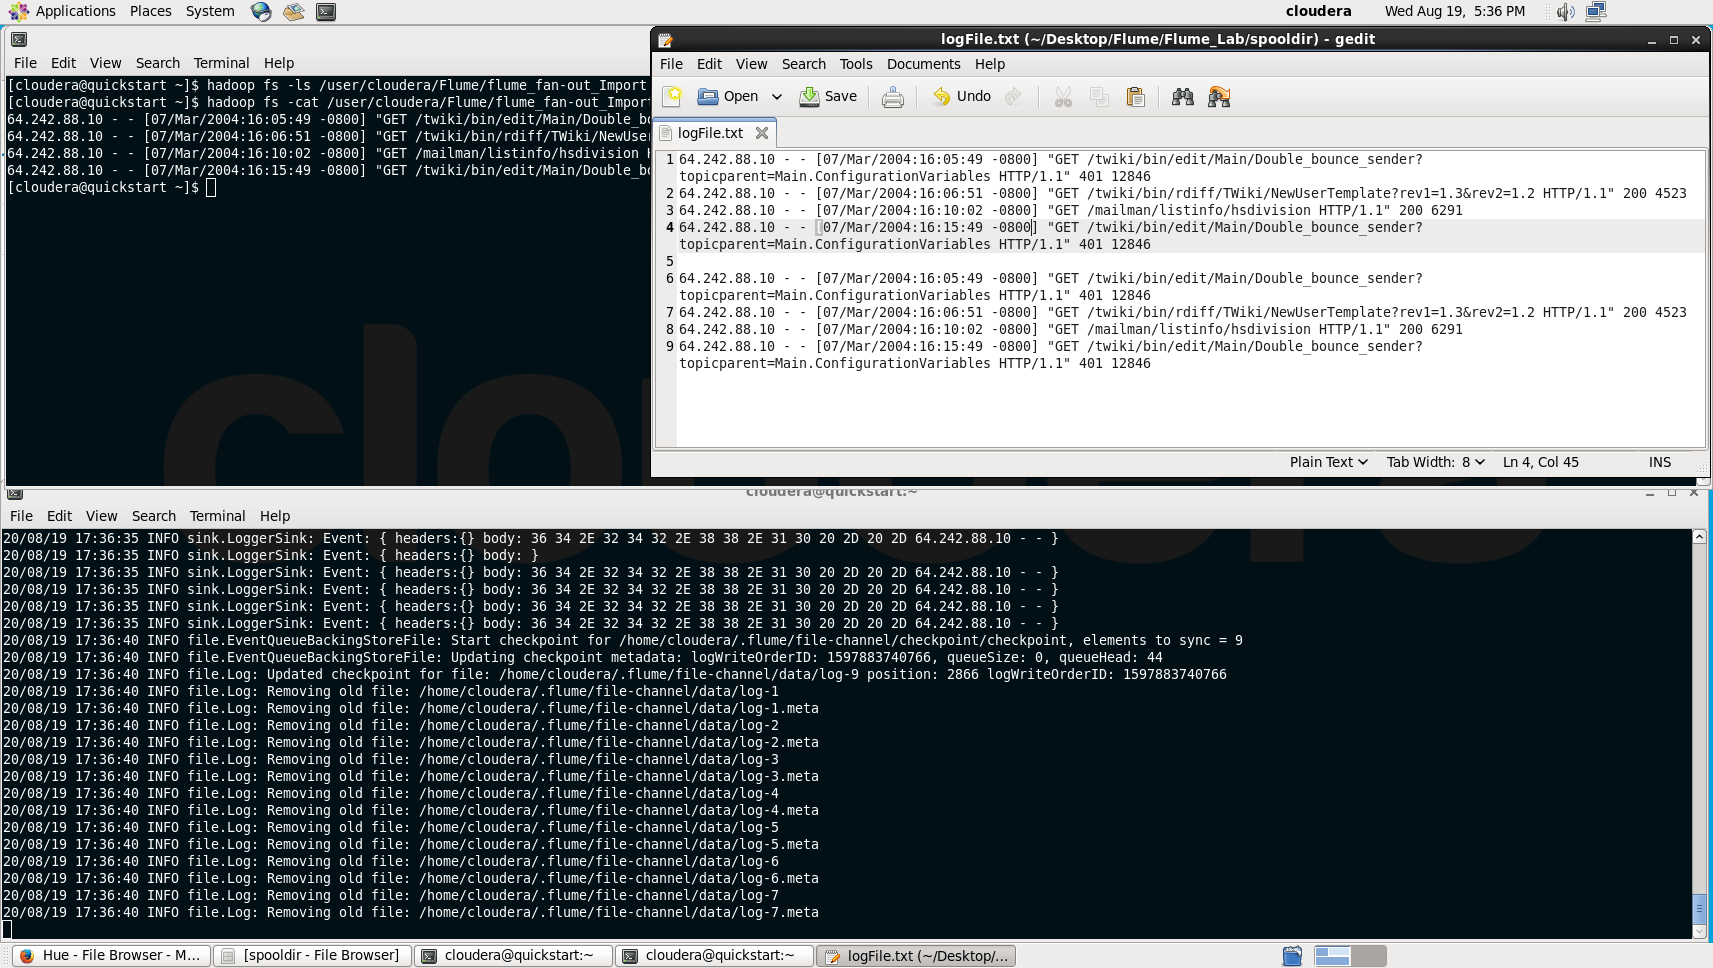 Applications Places System cloudera Wed Aug 19, 5:36 PM
File Edit View Search Terminal Help
[cloudera@quickstart ~]$ hadoop fs -ls /user/cloudera/Flume/flume_fan-out_Import
[cloudera@quickstart ~]$ hadoop fs -cat /user/cloudera/Flume/flume_fan-out_Import
64.242.88.10 - - [07/Mar/2004:16:05:49 -0800] "GET /twiki/bin/edit/Main/Double_bo
64.242.88.10 - - [07/Mar/2004:16:06:51 -0800] "GET /twiki/bin/rdiff/TWiki/NewUse
64.242.88.10 - - [07/Mar/2004:16:10:02 -0800] "GET /mailman/listinfo/hsdivision H
64.242.88.10 - - [07/Mar/2004:16:15:49 -0800] "GET /twiki/bin/edit/Main/Double_bo
[cloudera@quickstart ~]$
logFile.txt (~/Desktop/Flume/Flume_Lab/spooldir) - gedit
File Edit View Search Tools Documents Help
Open Save Undo
logFile.txt
1 64.242.88.10 - - [07/Mar/2004:16:05:49 -0800] "GET /twiki/bin/edit/Main/Double_bounce_sender?
topicparent=Main.ConfigurationVariables HTTP/1.1" 401 12846
2 64.242.88.10 - - [07/Mar/2004:16:06:51 -0800] "GET /twiki/bin/rdiff/TWiki/NewUserTemplate?rev1=1.3&rev2=1.2 HTTP/1.1" 200 4523
3 64.242.88.10 - - [07/Mar/2004:16:10:02 -0800] "GET /mailman/listinfo/hsdivision HTTP/1.1" 200 6291
4 64.242.88.10 - - [07/Mar/2004:16:15:49 -0800] "GET /twiki/bin/edit/Main/Double_bounce_sender?
topicparent=Main.ConfigurationVariables HTTP/1.1" 401 12846
5
6 64.242.88.10 - - [07/Mar/2004:16:05:49 -0800] "GET /twiki/bin/edit/Main/Double_bounce_sender?
topicparent=Main.ConfigurationVariables HTTP/1.1" 401 12846
7 64.242.88.10 - - [07/Mar/2004:16:06:51 -0800] "GET /twiki/bin/rdiff/TWiki/NewUserTemplate?rev1=1.3&rev2=1.2 HTTP/1.1" 200 4523
8 64.242.88.10 - - [07/Mar/2004:16:10:02 -0800] "GET /mailman/listinfo/hsdivision HTTP/1.1" 200 6291
9 64.242.88.10 - - [07/Mar/2004:16:15:49 -0800] "GET /twiki/bin/edit/Main/Double_bounce_sender?
topicparent=Main.ConfigurationVariables HTTP/1.1" 401 12846
Plain Text Tab Width: 8 Ln 4, Col 45 INS
cloudera@quickstart:~
File Edit View Search Terminal Help
20/08/19 17:36:35 INFO sink.LoggerSink: Event: { headers:{} body: 36 34 2E 32 34 32 2E 38 38 2E 31 30 20 2D 20 2D 64.242.88.10 - - }
20/08/19 17:36:35 INFO sink.LoggerSink: Event: { headers:{} body: }
20/08/19 17:36:35 INFO sink.LoggerSink: Event: { headers:{} body: 36 34 2E 32 34 32 2E 38 38 2E 31 30 20 2D 20 2D 64.242.88.10 - - }
20/08/19 17:36:35 INFO sink.LoggerSink: Event: { headers:{} body: 36 34 2E 32 34 32 2E 38 38 2E 31 30 20 2D 20 2D 64.242.88.10 - - }
20/08/19 17:36:35 INFO sink.LoggerSink: Event: { headers:{} body: 36 34 2E 32 34 32 2E 38 38 2E 31 30 20 2D 20 2D 64.242.88.10 - - }
20/08/19 17:36:35 INFO sink.LoggerSink: Event: { headers:{} body: 36 34 2E 32 34 32 2E 38 38 2E 31 30 20 2D 20 2D 64.242.88.10 - - }
20/08/19 17:36:40 INFO file.EventQueueBackingStoreFile: Start checkpoint for /home/cloudera/.flume/file-channel/checkpoint/checkpoint, elements to sync = 9
20/08/19 17:36:40 INFO file.EventQueueBackingStoreFile: Updating checkpoint metadata: logWriteOrderID: 1597883740766, queueSize: 0, queueHead: 44
20/08/19 17:36:40 INFO file.Log: Updated checkpoint for file: /home/cloudera/.flume/file-channel/data/log-9 position: 2866 logWriteOrderID: 1597883740766
20/08/19 17:36:40 INFO file.Log: Removing old file: /home/cloudera/.flume/file-channel/data/log-1
20/08/19 17:36:40 INFO file.Log: Removing old file: /home/cloudera/.flume/file-channel/data/log-1.meta
20/08/19 17:36:40 INFO file.Log: Removing old file: /home/cloudera/.flume/file-channel/data/log-2
20/08/19 17:36:40 INFO file.Log: Removing old file: /home/cloudera/.flume/file-channel/data/log-2.meta
20/08/19 17:36:40 INFO file.Log: Removing old file: /home/cloudera/.flume/file-channel/data/log-3
20/08/19 17:36:40 INFO file.Log: Removing old file: /home/cloudera/.flume/file-channel/data/log-3.meta
20/08/19 17:36:40 INFO file.Log: Removing old file: /home/cloudera/.flume/file-channel/data/log-4
20/08/19 17:36:40 INFO file.Log: Removing old file: /home/cloudera/.flume/file-channel/data/log-4.meta
20/08/19 17:36:40 INFO file.Log: Removing old file: /home/cloudera/.flume/file-channel/data/log-5
20/08/19 17:36:40 INFO file.Log: Removing old file: /home/cloudera/.flume/file-channel/data/log-5.meta
20/08/19 17:36:40 INFO file.Log: Removing old file: /home/cloudera/.flume/file-channel/data/log-6
20/08/19 17:36:40 INFO file.Log: Removing old file: /home/cloudera/.flume/file-channel/data/log-6.meta
20/08/19 17:36:40 INFO file.Log: Removing old file: /home/cloudera/.flume/file-channel/data/log-7
20/08/19 17:36:40 INFO file.Log: Removing old file: /home/cloudera/.flume/file-channel/data/log-7.meta
Hue - File Browser - M... [spooldir - File Browser] cloudera@quickstart:~ cloudera@quickstart:~ logFile.txt (~/Desktop/...